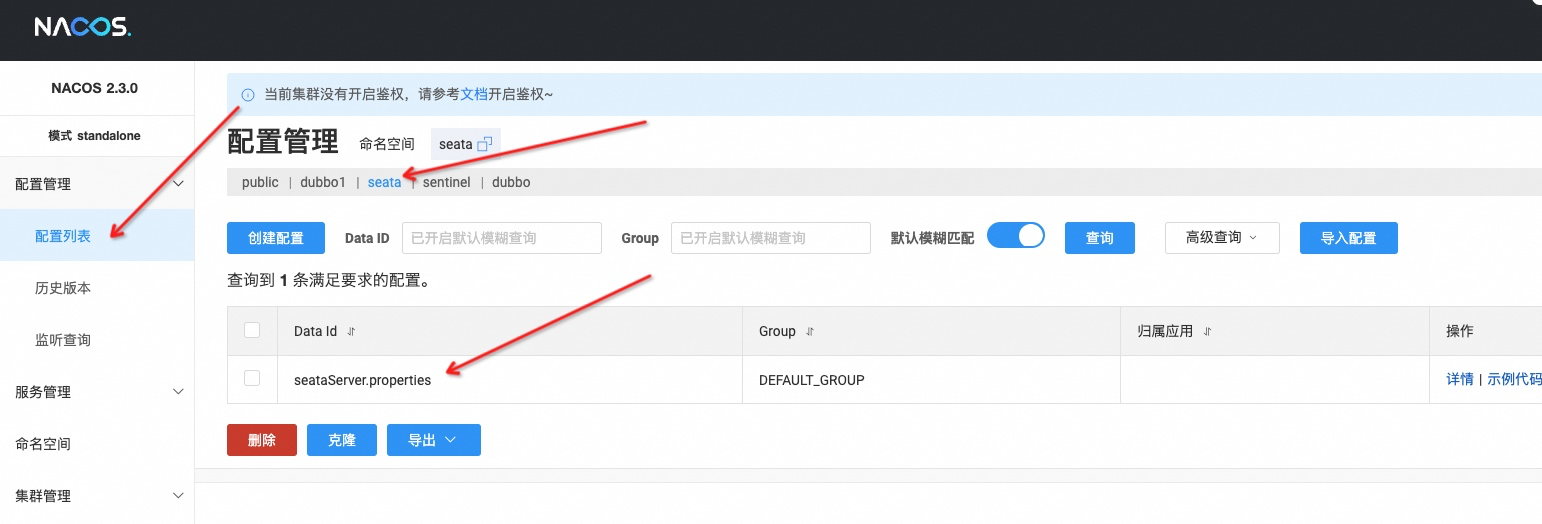 NACOS.
NACOS 2.3.0
模式 standalone
配置管理
配置列表
历史版本
监听查询
服务管理
命名空间
集群管理
当前集群没有开启鉴权，请参考文档开启鉴权~
配置管理 命名空间 seata
public | dubbo1 | seata | sentinel | dubbo
创建配置 Data ID 已开启默认模糊查询 Group 已开启默认模糊查询 默认模糊匹配 查询 高级查询 导入配置
查询到 1 条满足要求的配置。
Data Id Group 归属应用 操作
seataServer.properties DEFAULT_GROUP 详情 | 示例代码
删除 克隆 导出